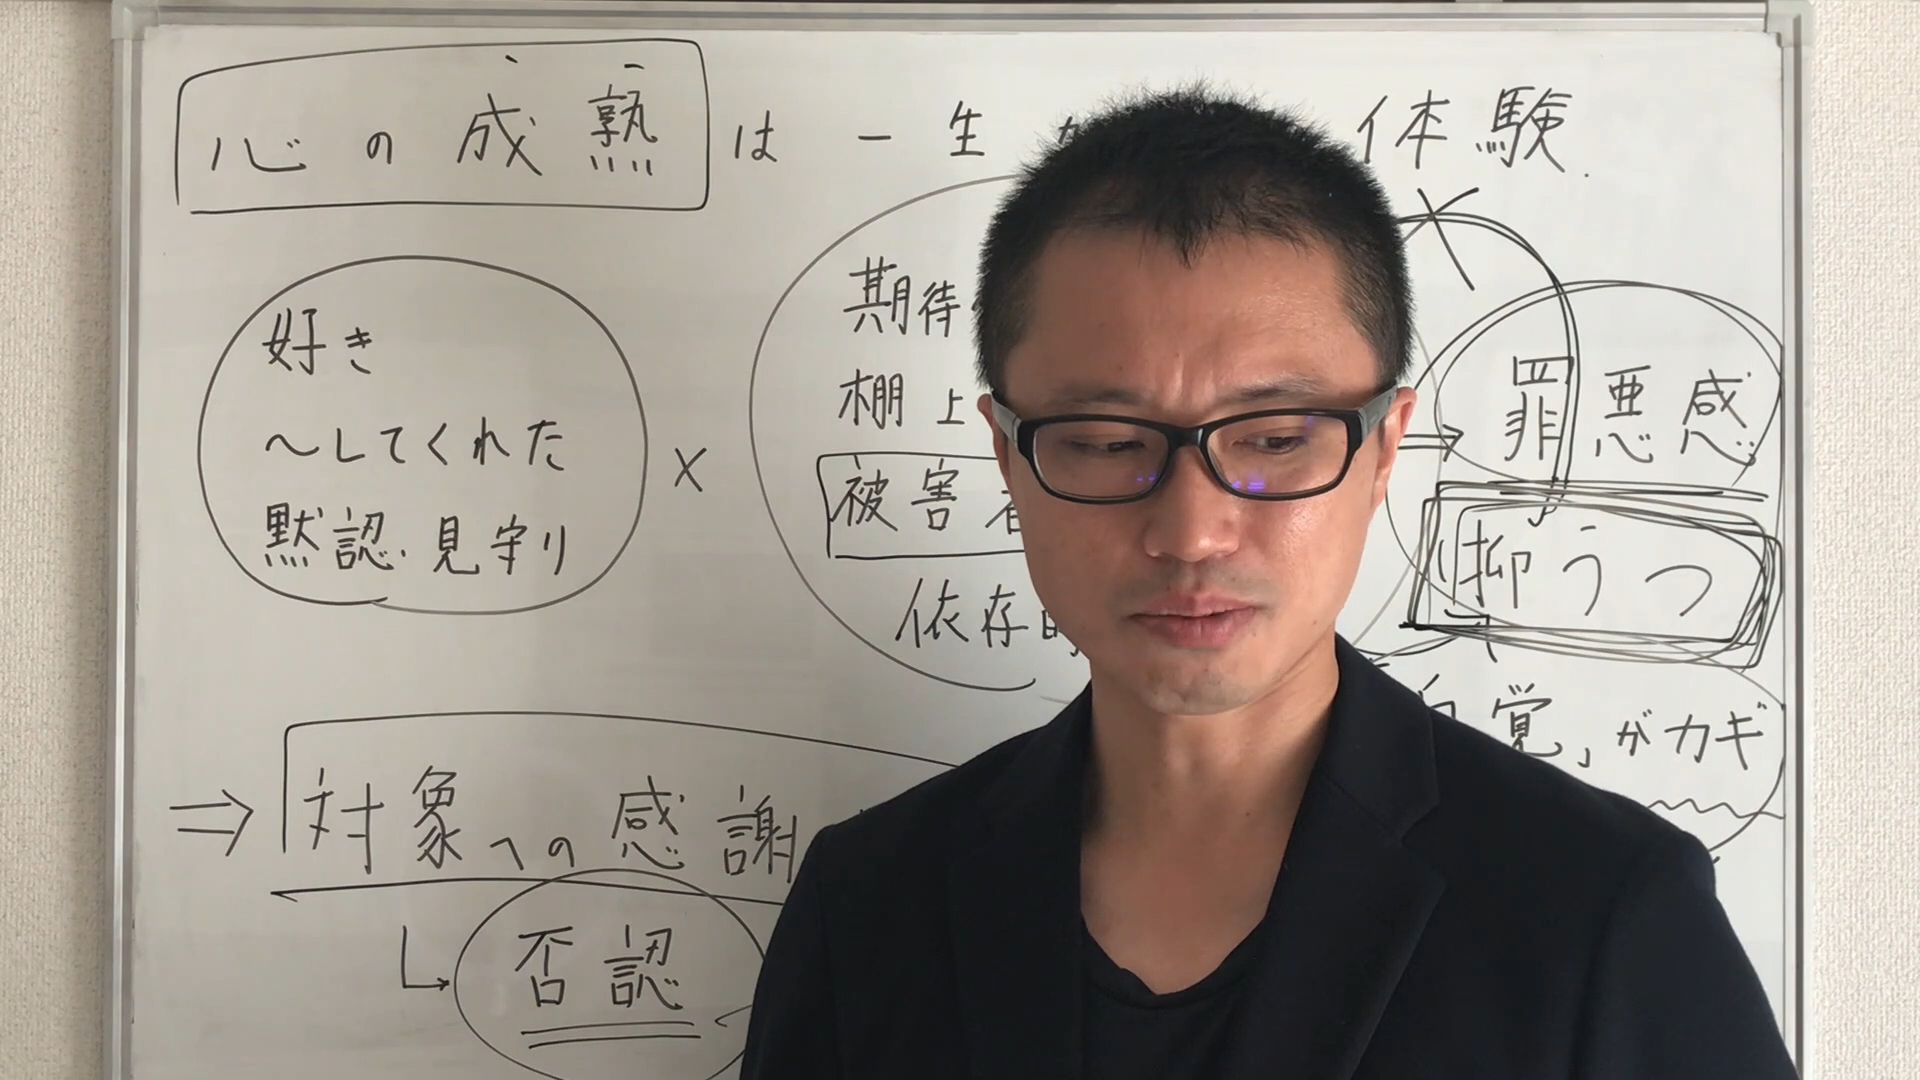 心の成熟は一生 体験
好き
～してくれた
黙認・見守り
×
期待
棚上
被害者
依存
×
⇒罪悪感
抑うつ
自覚」がカギ
⇒対象への感謝
否認